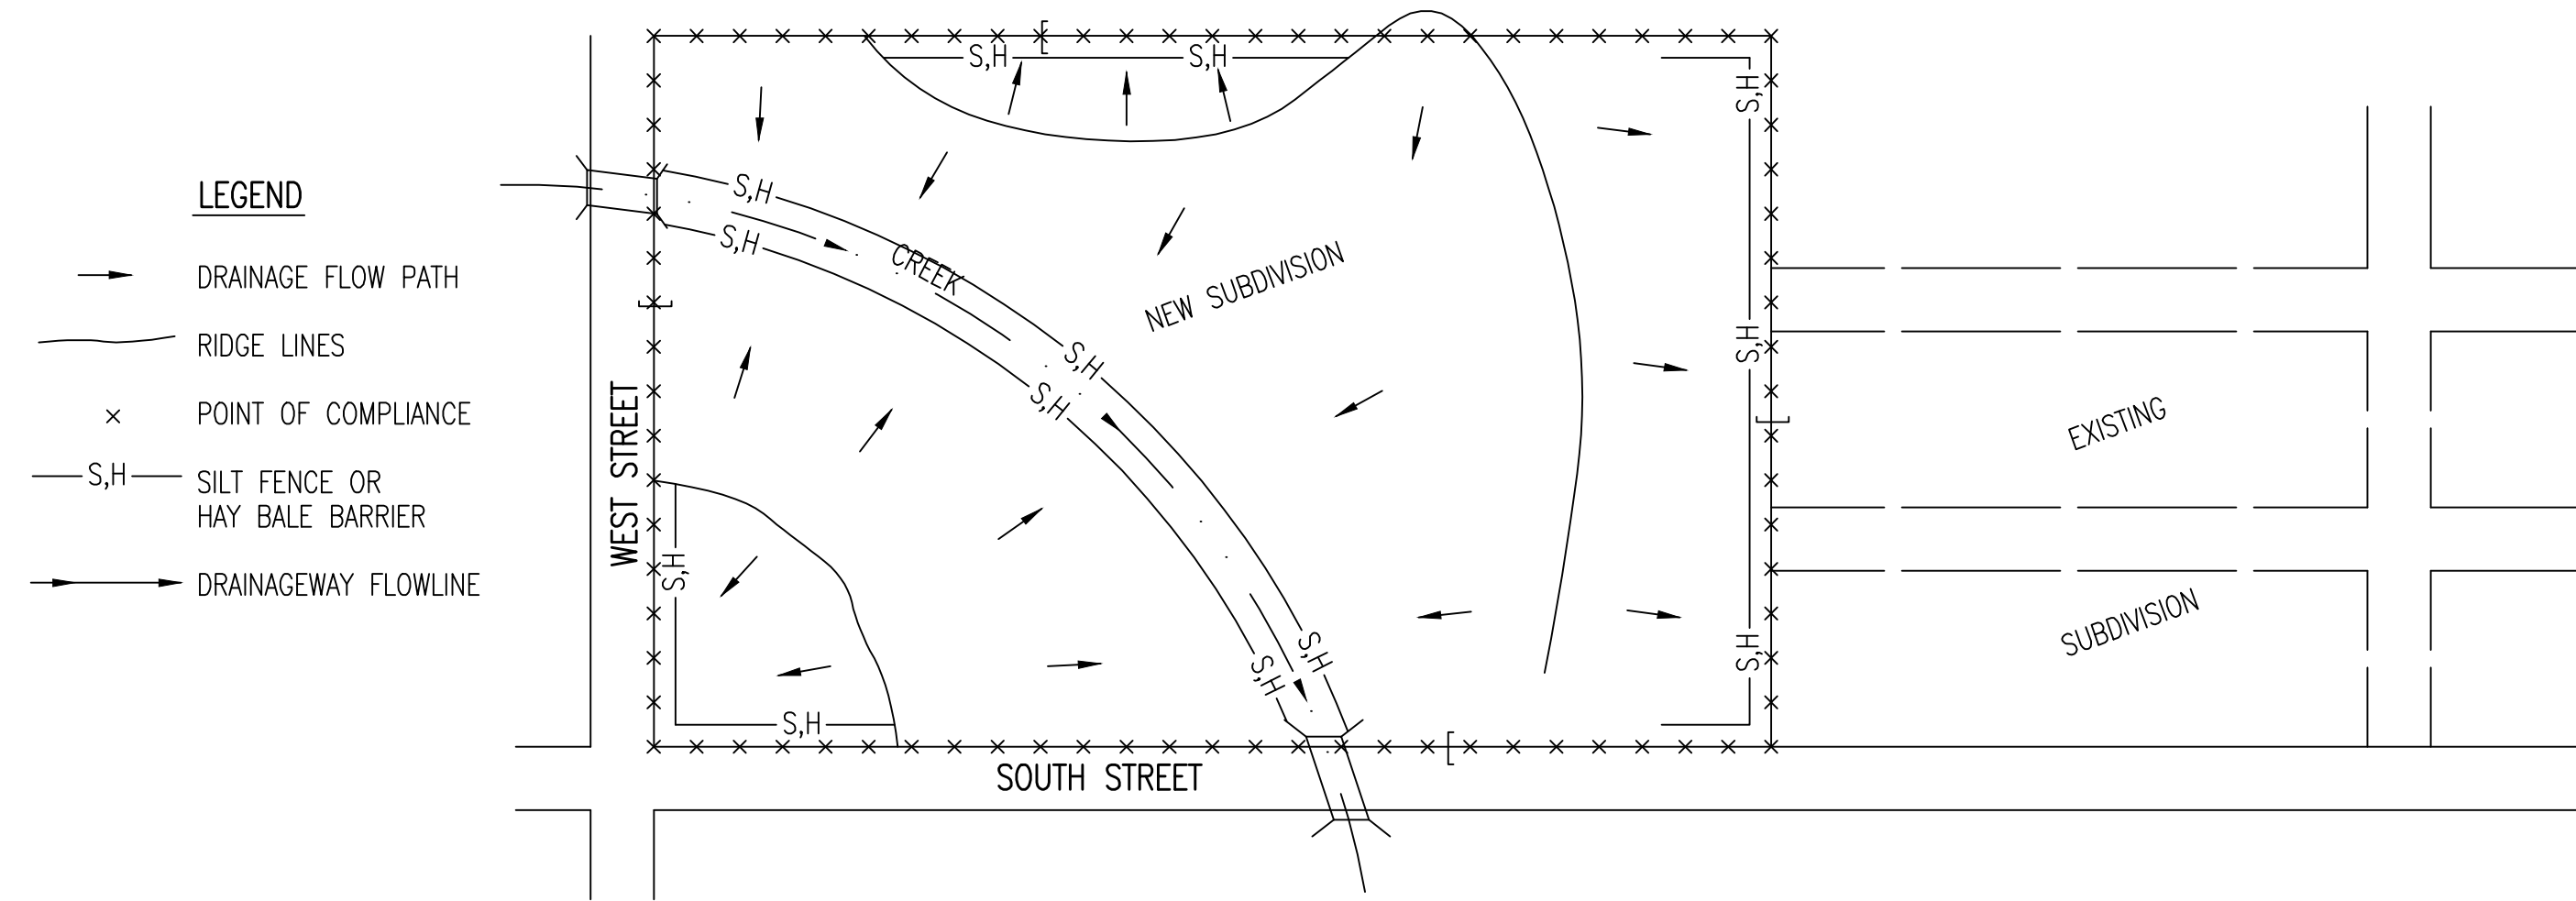 LEGEND
DRAINAGE FLOW PATH
RIDGE LINES
POINT OF COMPLIANCE
S,H
SILT FENCE OR
HAY BALE BARRIER
DRAINAGEWAY FLOWLINE
S,H
S,H
S,H
S,H
S,H
CREEK
NEW SUBDIVISION
S,H
S,H
S,H
WEST STREET
S,H
S,H
S,H
S,H
S,H
SOUTH STREET
EXISTING
SUBDIVISION